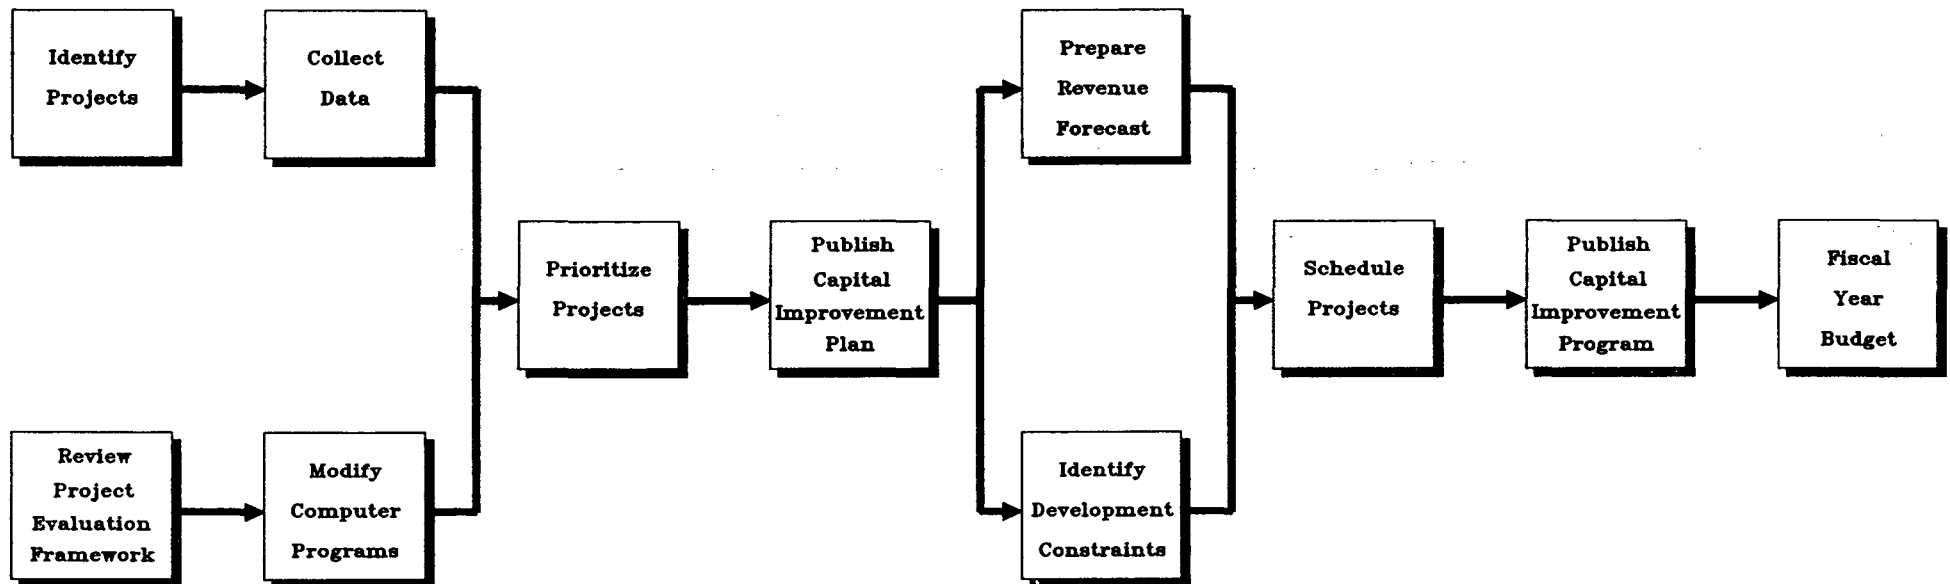 Identify
Projects
Collect
Data
Review
Project
Evaluation
Framework
Modify
Computer
Programs
Prioritize
Projects
Publish
Capital
Improvement
Plan
Prepare
Revenue
Forecast
Identify
Development
Constraints
Schedule
Projects
Publish
Capital
Improvement
Program
Fiscal
Year
Budget